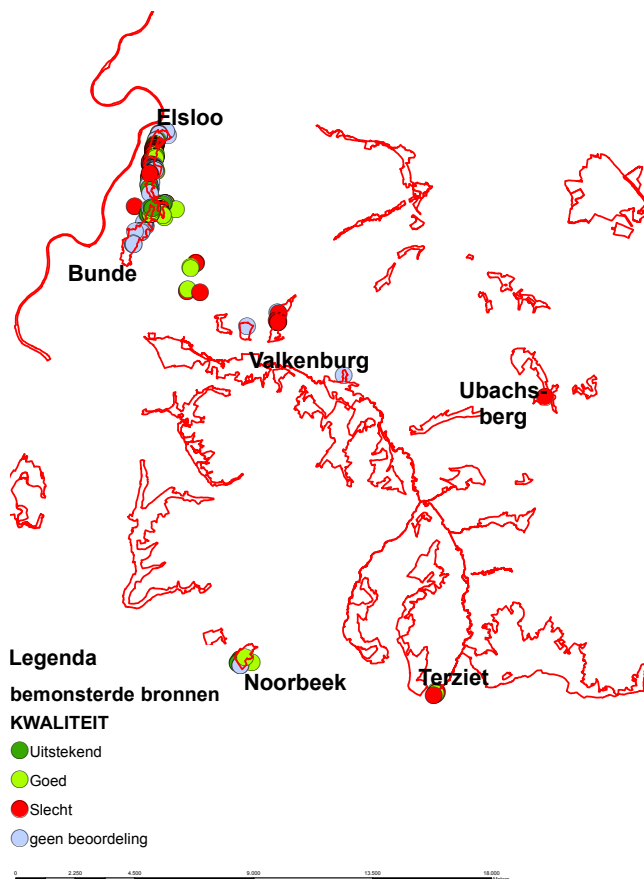 Elsloo
Bunde
Valkenburg
Ubachs-
berg
Noorbeek
Terziet
Legenda
bemonsterde bronnen
KWALITEIT
Uitstekend
Goed
Slecht
geen beoordeling
0 2.250 4.500 9.000 13.500 18.000